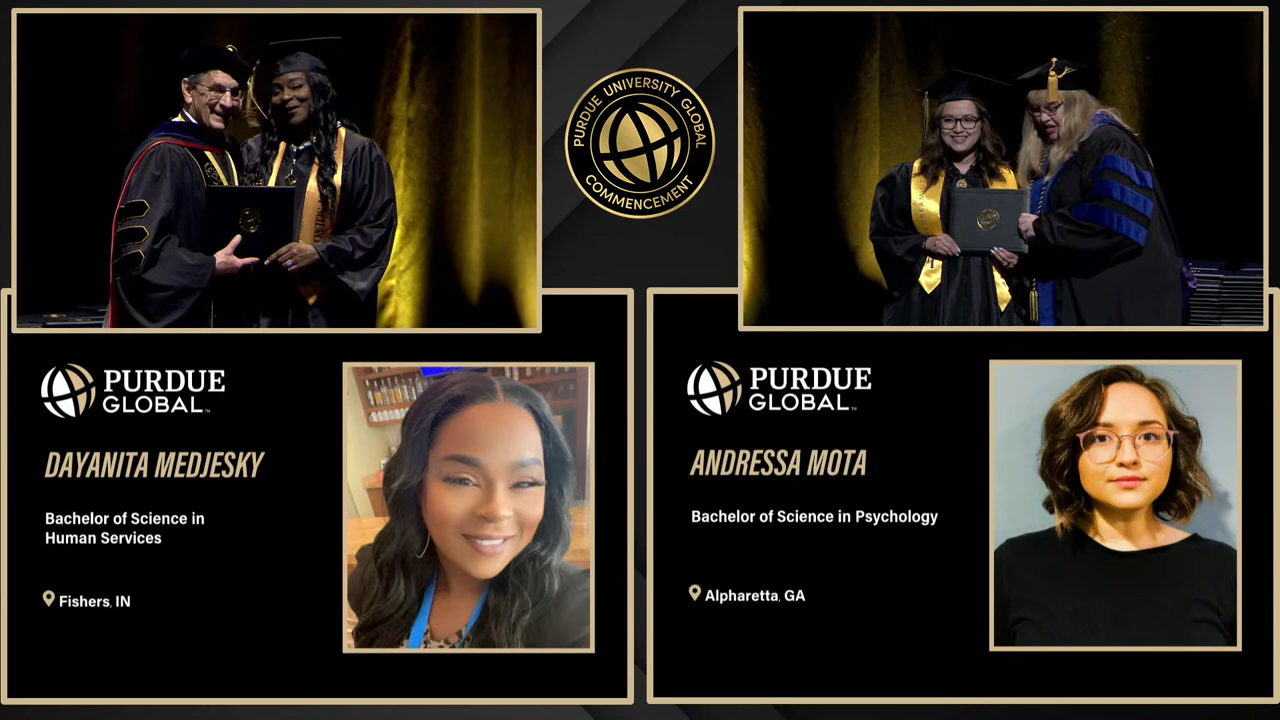 PURDUE UNIVERSITY GLOBAL
COMMENCEMENT
PURDUE
GLOBAL
DAYANITA MEDJESKY
Bachelor of Science in
Human Services
Fishers, IN
PURDUE
GLOBAL
ANDRESSA MOTA
Bachelor of Science in Psychology
Alpharetta, GA